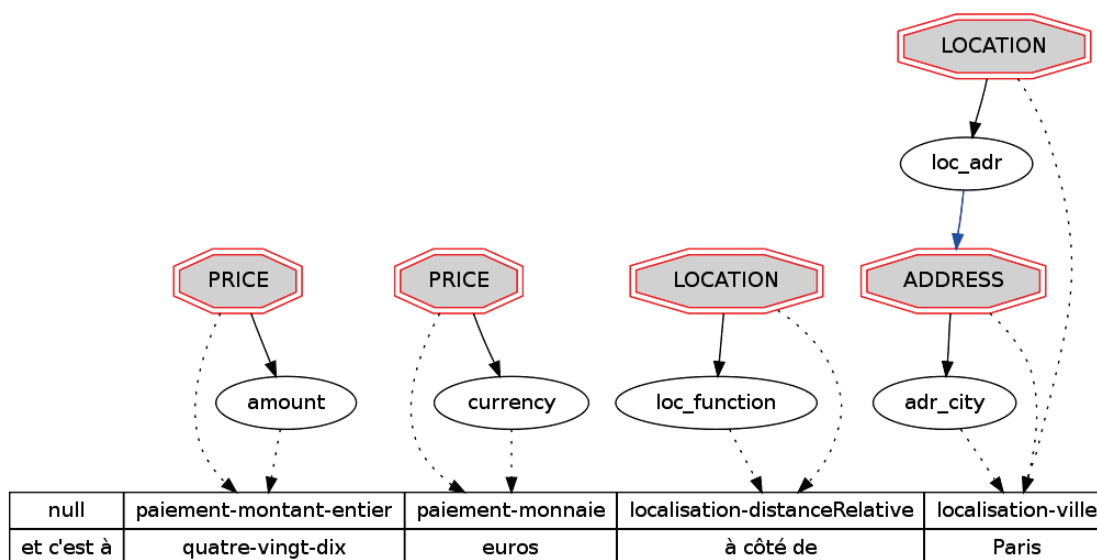 LOCATION
loc_adr
PRICE PRICE LOCATION ADDRESS
amount currency loc_function adr_city
null paiement-montant-entier paiement-monnaie localisation-distanceRelative localisation-ville
et c'est à quatre-vingt-dix euros à côté de Paris